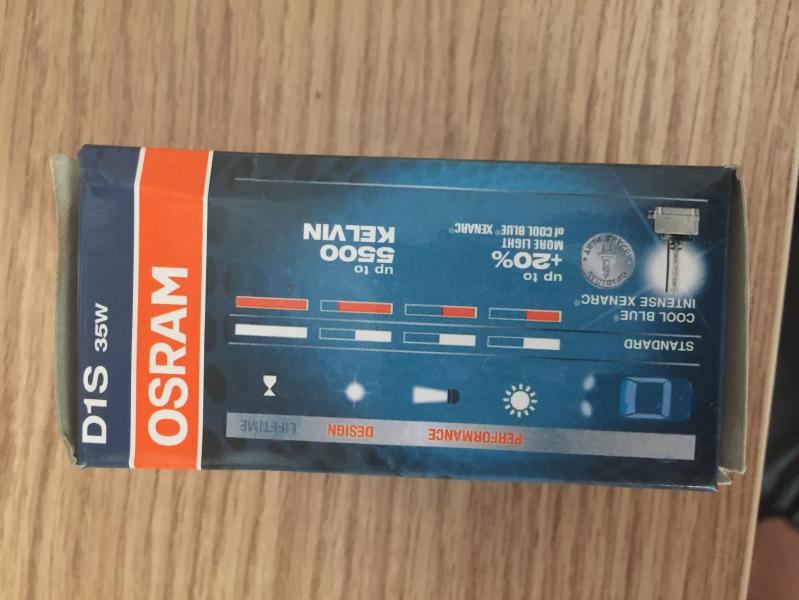 D1S 35W
OSRAM
PERFORMANCE
DESIGN
LIFETIME
STANDARD
COOL BLUE®
INTENSE XENARC®
up to
+20%
MORE LIGHT
of COOL BLUE® XENARC®
up to
5500
KELVIN